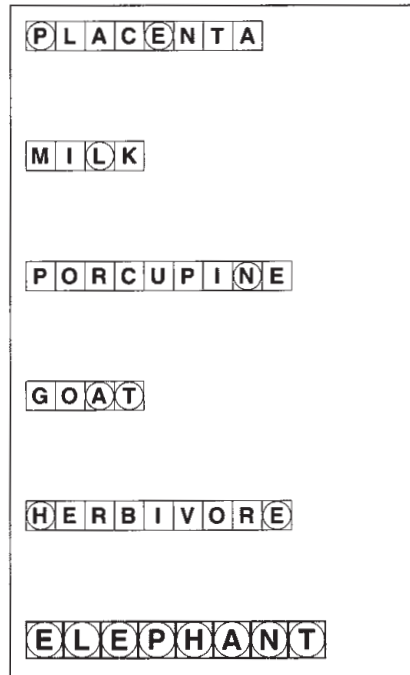 PLACENTA
MILK
PORCUPINE
GOAT
HERBIVORE
ELEPHANT